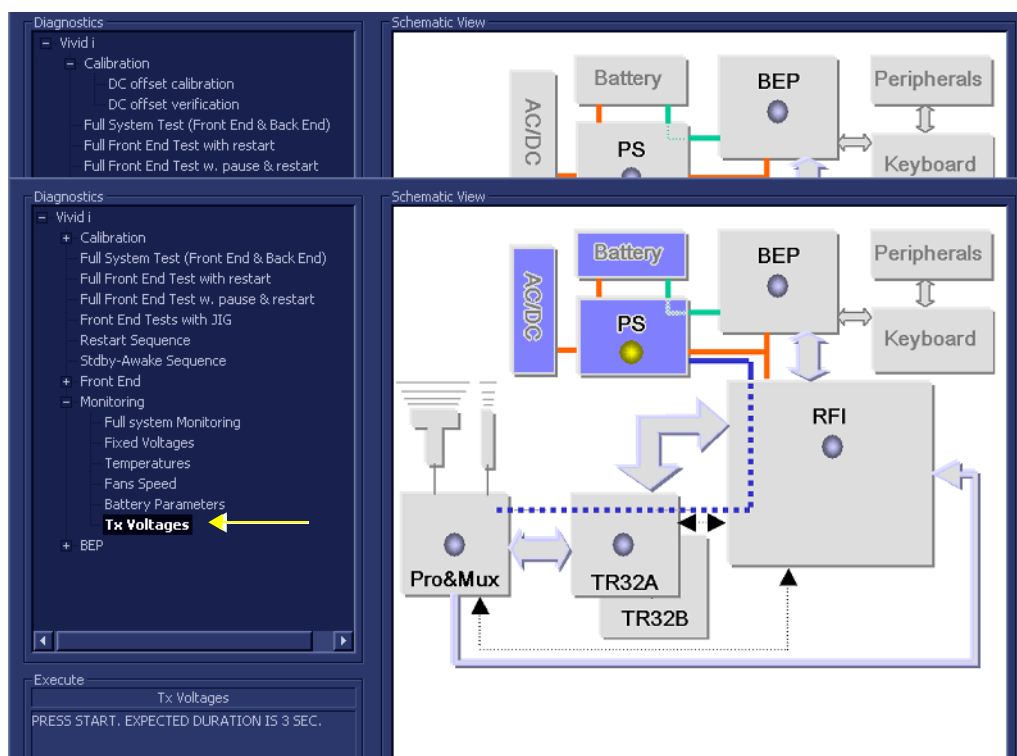 Diagnostics
Vivid i
Calibration
DC offset calibration
DC offset verification
Full System Test (Front End & Back End)
Full Front End Test with restart
Full Front End Test w. pause & restart
Schematic View
AC/DC
Battery
PS
BEP
Peripherals
Keyboard
Diagnostics
Vivid i
Calibration
Full System Test (Front End & Back End)
Full Front End Test with restart
Full Front End Test w. pause & restart
Front End Tests with JIG
Restart Sequence
Stdby-Awake Sequence
Front End
Monitoring
Full system Monitoring
Fixed Voltages
Temperatures
Fans Speed
Battery Parameters
Tx Voltages
BEP
Schematic View
AC/DC
Battery
PS
BEP
Peripherals
Keyboard
RFI
Pro&Mux
TR32A
TR32B
Execute
Tx Voltages
PRESS START. EXPECTED DURATION IS 3 SEC.